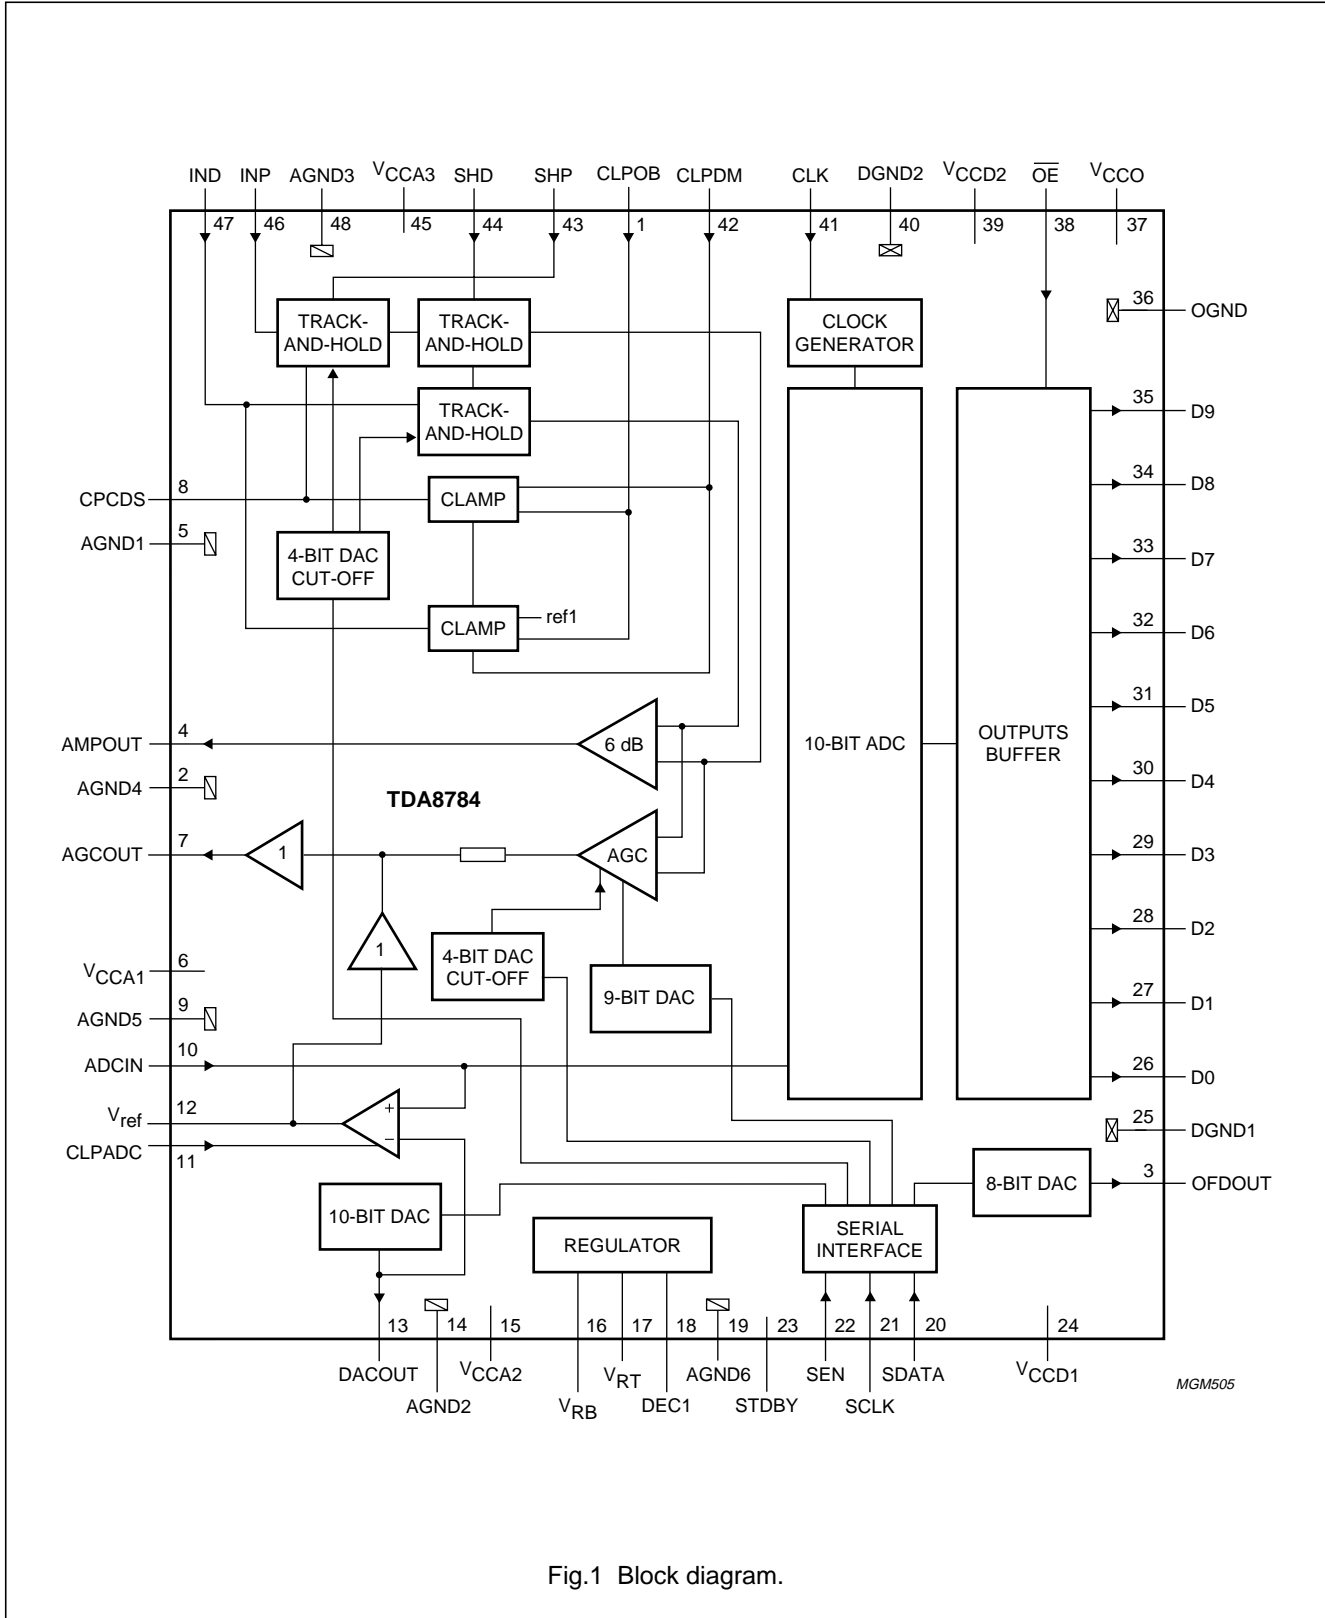 IND INP AGND3 VCCA3 SHD SHP CLPOB CLPDM CLK DGND2 VCCD2 OE VCCO
47 46 48 45 44 43 1 42 41 40 39 38 37
36 OGND
TRACK-
AND-HOLD
TRACK-
AND-HOLD
CLOCK
GENERATOR
TRACK-
AND-HOLD
35 D9
CPCDS 8
CLAMP
34 D8
AGND1 5
4-BIT DAC
CUT-OFF
33 D7
CLAMP
ref1
32 D6
31 D5
AMPOUT 4
6 dB
10-BIT ADC
OUTPUTS
BUFFER
AGND4 2
30 D4
TDA8784
AGCOUT 7
1
AGC
29 D3
1
4-BIT DAC
CUT-OFF
28 D2
VCCA1 6
9-BIT DAC
27 D1
AGND5 9
ADCIN 10
26 D0
Vref 12
+
−
25 DGND1
CLPADC
11
10-BIT DAC
REGULATOR
SERIAL
INTERFACE
8-BIT DAC
3 OFDOUT
13 14 15 16 17 18 19 23 22 21 20 24
DACOUT AGND2 VCCA2 VRB VRT DEC1 AGND6 STDBY SEN SCLK SDATA VCCD1
MGM505
Fig.1 Block diagram.